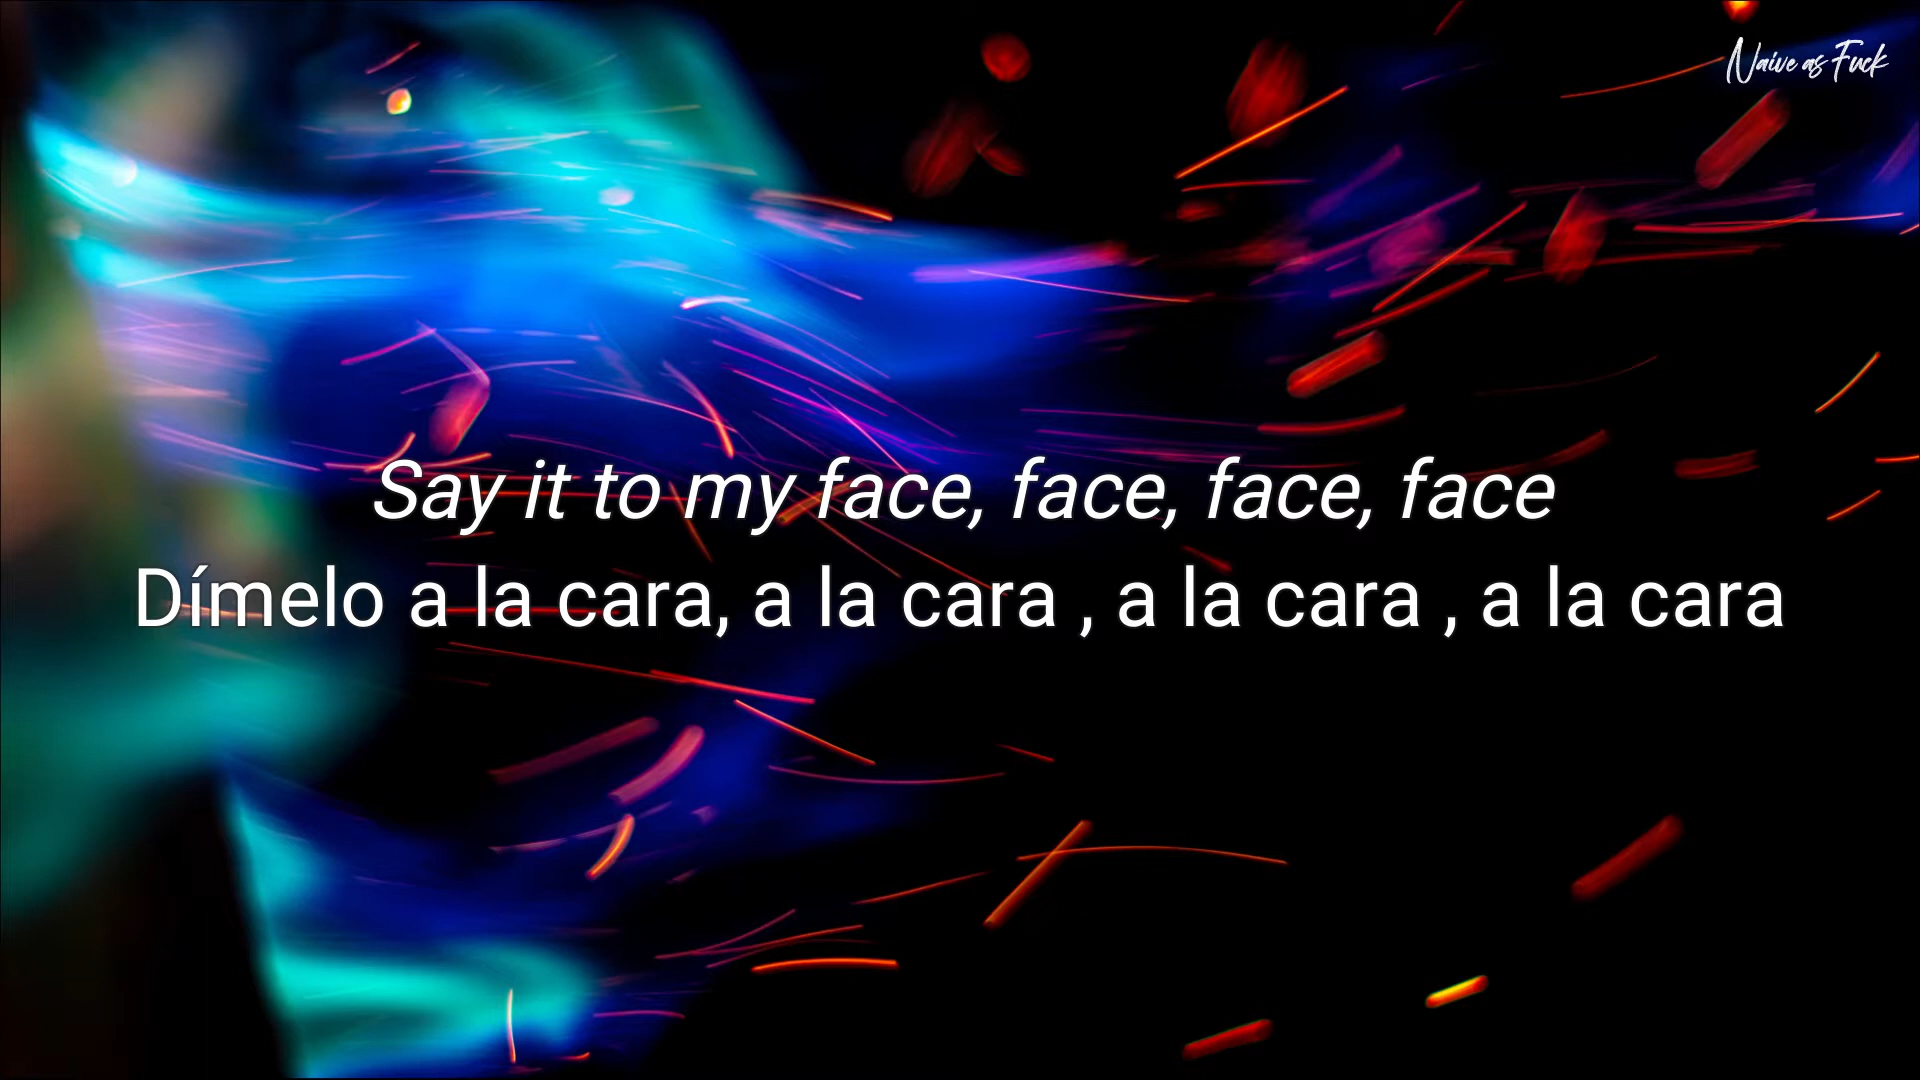 Naive as Fuck
Say it to my face, face, face, face
Dímelo a la cara, a la cara , a la cara , a la cara